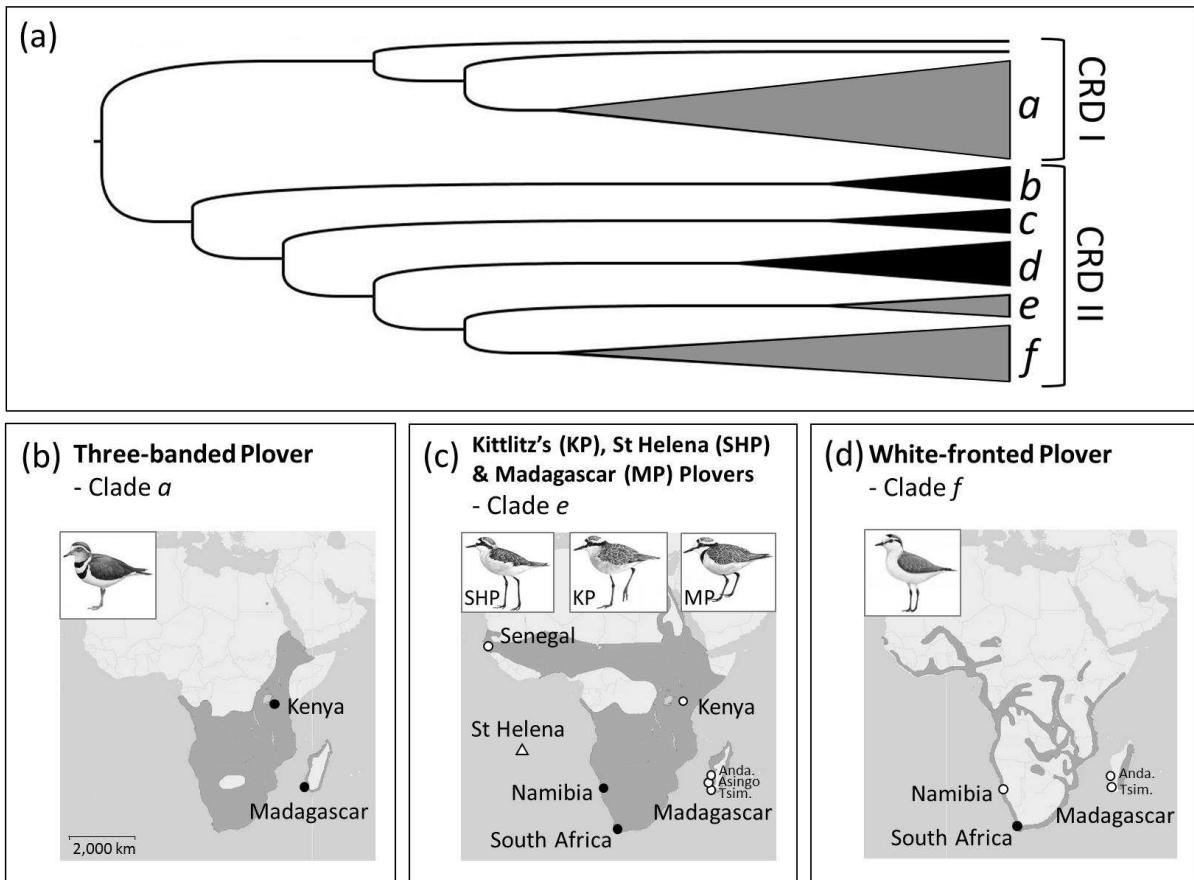 (a)
a
b
c
d
e
f
CRD I
CRD II
(b) Three-banded Plover
- Clade a
Kenya
Madagascar
2,000 km
(c) Kittlitz's (KP), St Helena (SHP)
& Madagascar (MP) Plovers
- Clade e
SHP
KP
MP
Senegal
Kenya
St Helena
Anda.
Asingo
Tsim.
Namibia
Madagascar
South Africa
(d) White-fronted Plover
- Clade f
Anda.
Tsim.
Namibia
Madagascar
South Africa